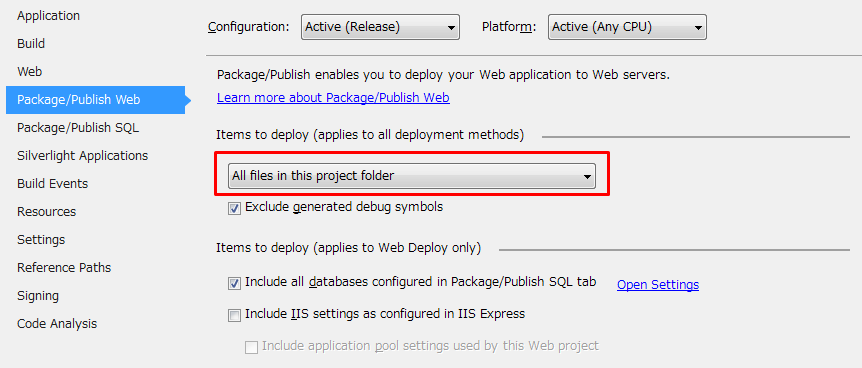 Application
Build
Web
Package/Publish Web
Package/Publish SQL
Silverlight Applications
Build Events
Resources
Settings
Reference Paths
Signing
Code Analysis
Configuration: Active (Release) Platform: Active (Any CPU)
Package/Publish enables you to deploy your Web application to Web servers.
Learn more about Package/Publish Web
Items to deploy (applies to all deployment methods)
All files in this project folder
Exclude generated debug symbols
Items to deploy (applies to Web Deploy only)
Include all databases configured in Package/Publish SQL tab Open Settings
Include IIS settings as configured in IIS Express
Include application pool settings used by this Web project